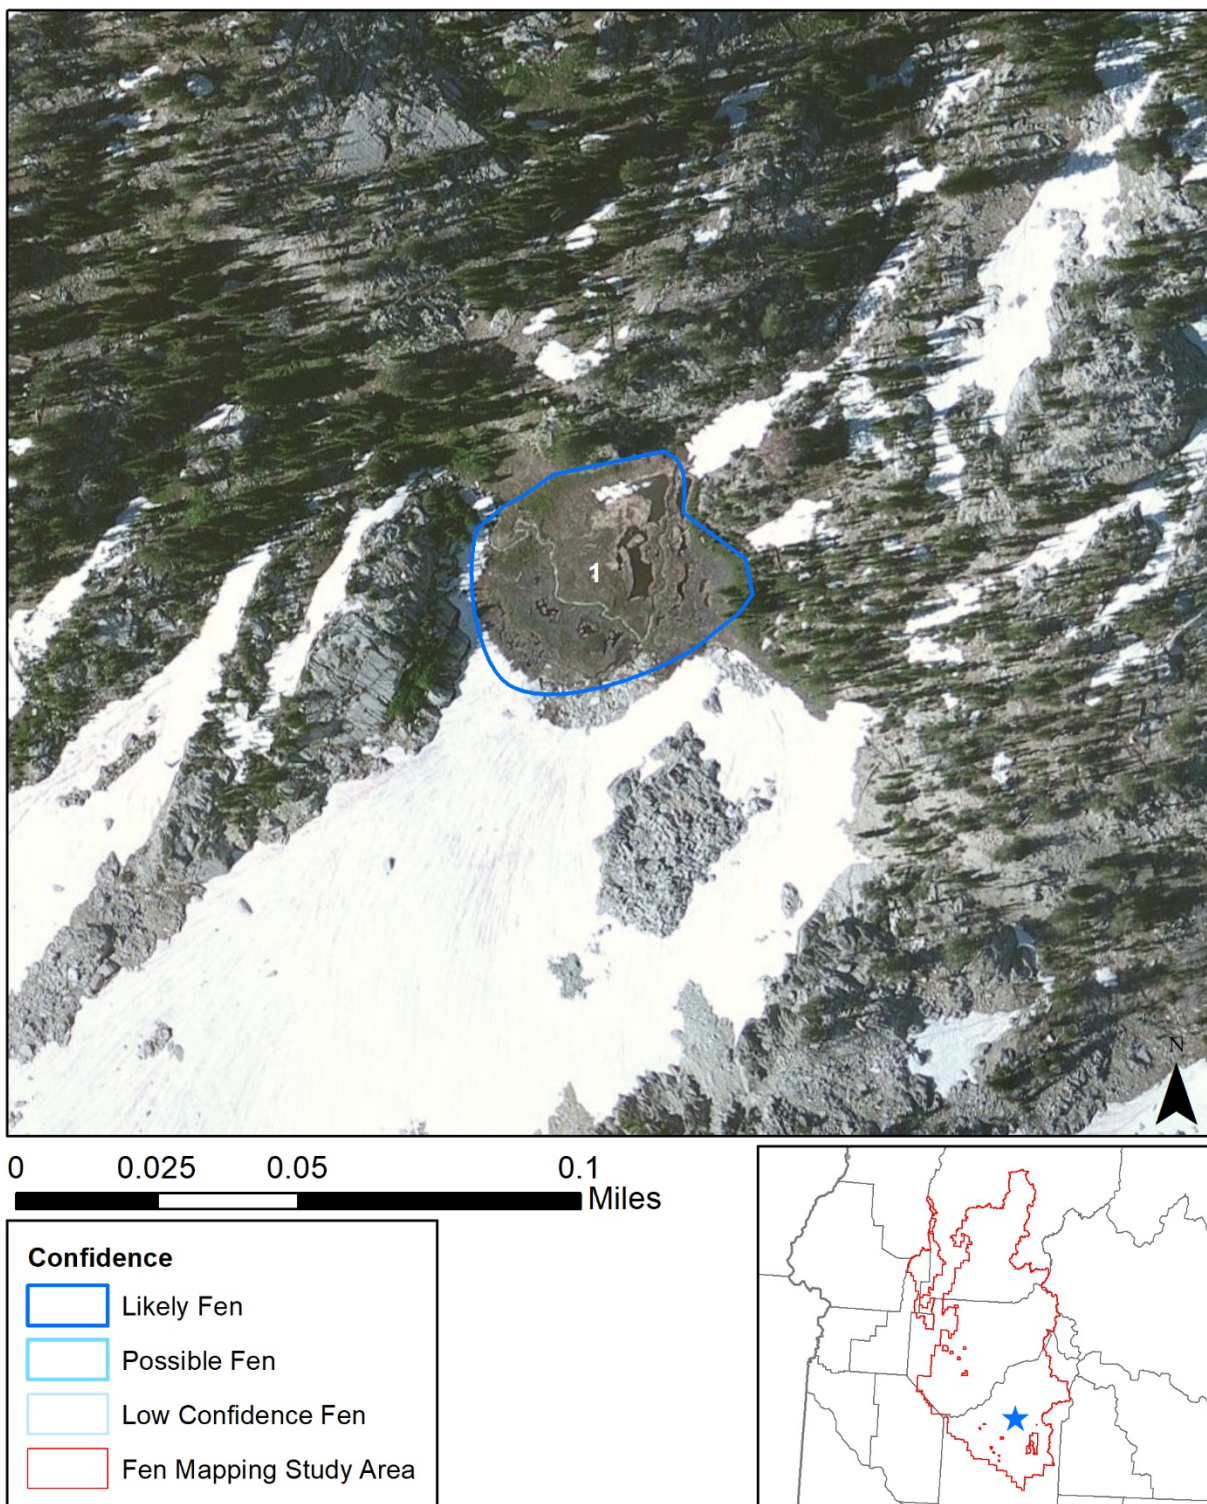 1
N
0 0.025 0.05 0.1
Miles
Confidence
Likely Fen
Possible Fen
Low Confidence Fen
Fen Mapping Study Area